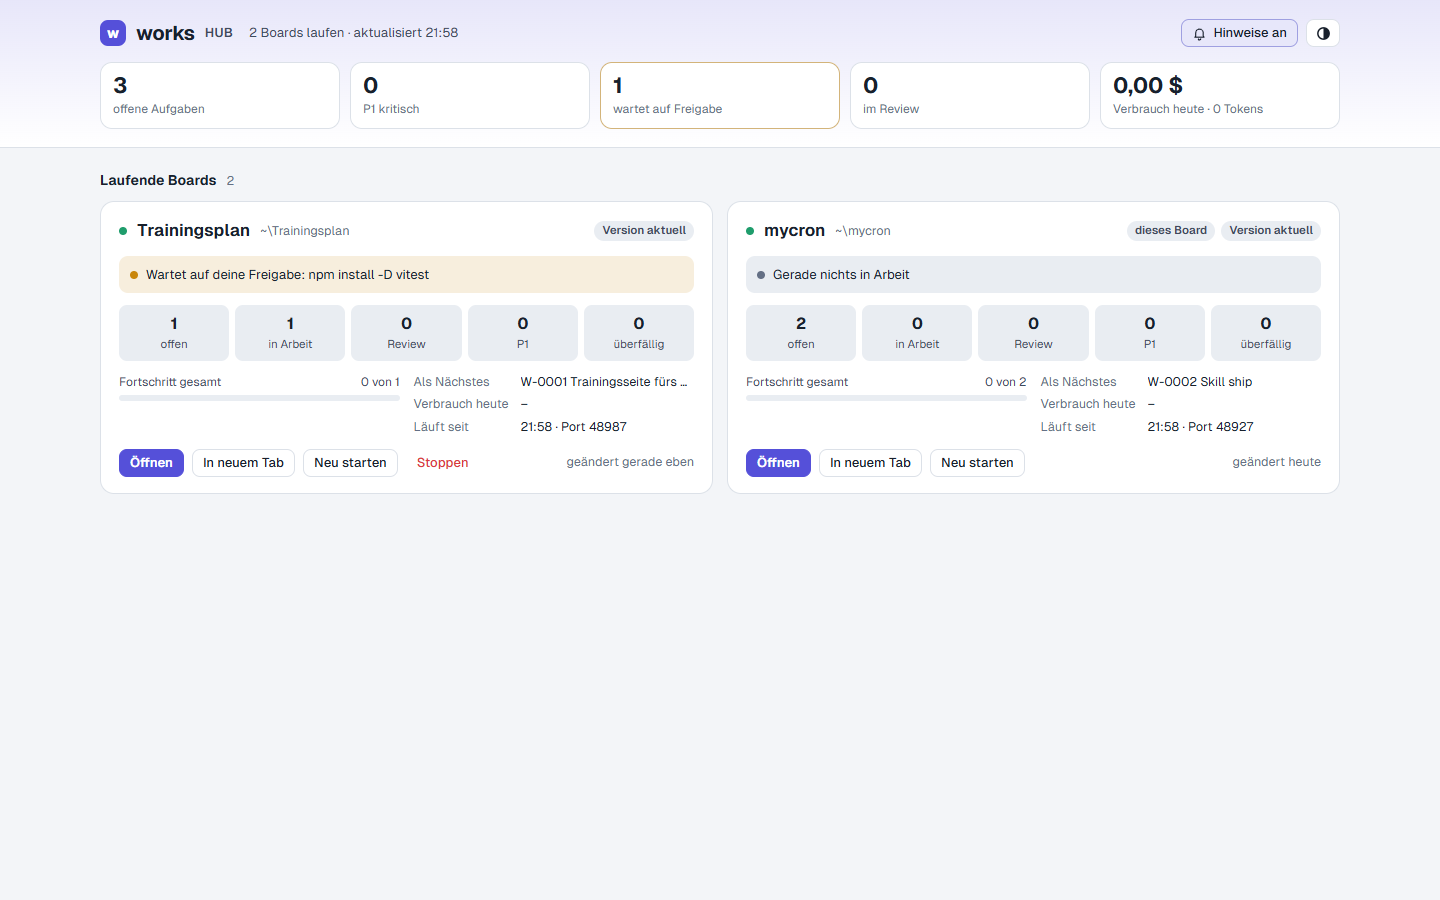 w works HUB 2 Boards laufen · aktualisiert 21:58 Hinweise an
3 0 1 0 0,00 $
offene Aufgaben P1 kritisch wartet auf Freigabe im Review Verbrauch heute · 0 Tokens
Laufende Boards 2
Trainingsplan ~\Trainingsplan Version aktuell
Wartet auf deine Freigabe: npm install -D vitest
1 1 0 0 0
offen in Arbeit Review P1 überfällig
Fortschritt gesamt 0 von 1 Als Nächstes W-0001 Trainingsseite fürs …
Verbrauch heute –
Läuft seit 21:58 · Port 48987
Öffnen In neuem Tab Neu starten Stoppen geändert gerade eben
mycron ~\mycron dieses Board Version aktuell
Gerade nichts in Arbeit
2 0 0 0 0
offen in Arbeit Review P1 überfällig
Fortschritt gesamt 0 von 2 Als Nächstes W-0002 Skill ship
Verbrauch heute –
Läuft seit 21:58 · Port 48927
Öffnen In neuem Tab Neu starten geändert heute